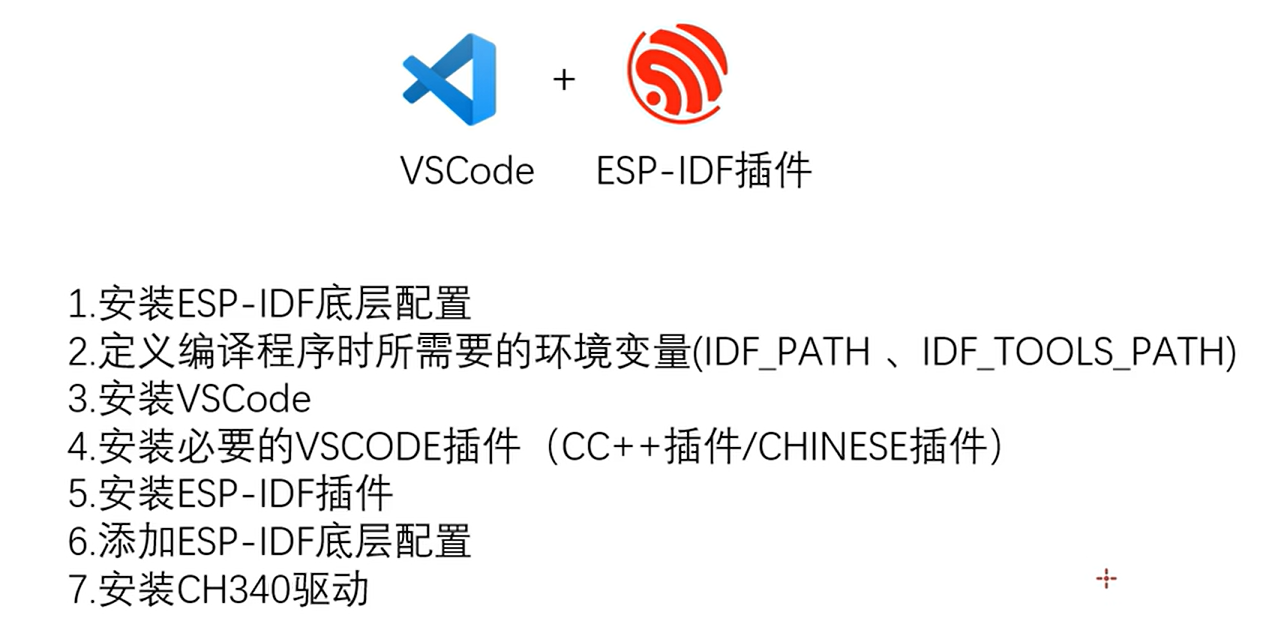 +
VSCode ESP-IDF插件
1.安装ESP-IDF底层配置
2.定义编译程序时所需要的环境变量(IDF_PATH 、IDF_TOOLS_PATH)
3.安装VSCode
4.安装必要的VSCODE插件（CC++插件/CHINESE插件）
5.安装ESP-IDF插件
6.添加ESP-IDF底层配置
7.安装CH340驱动